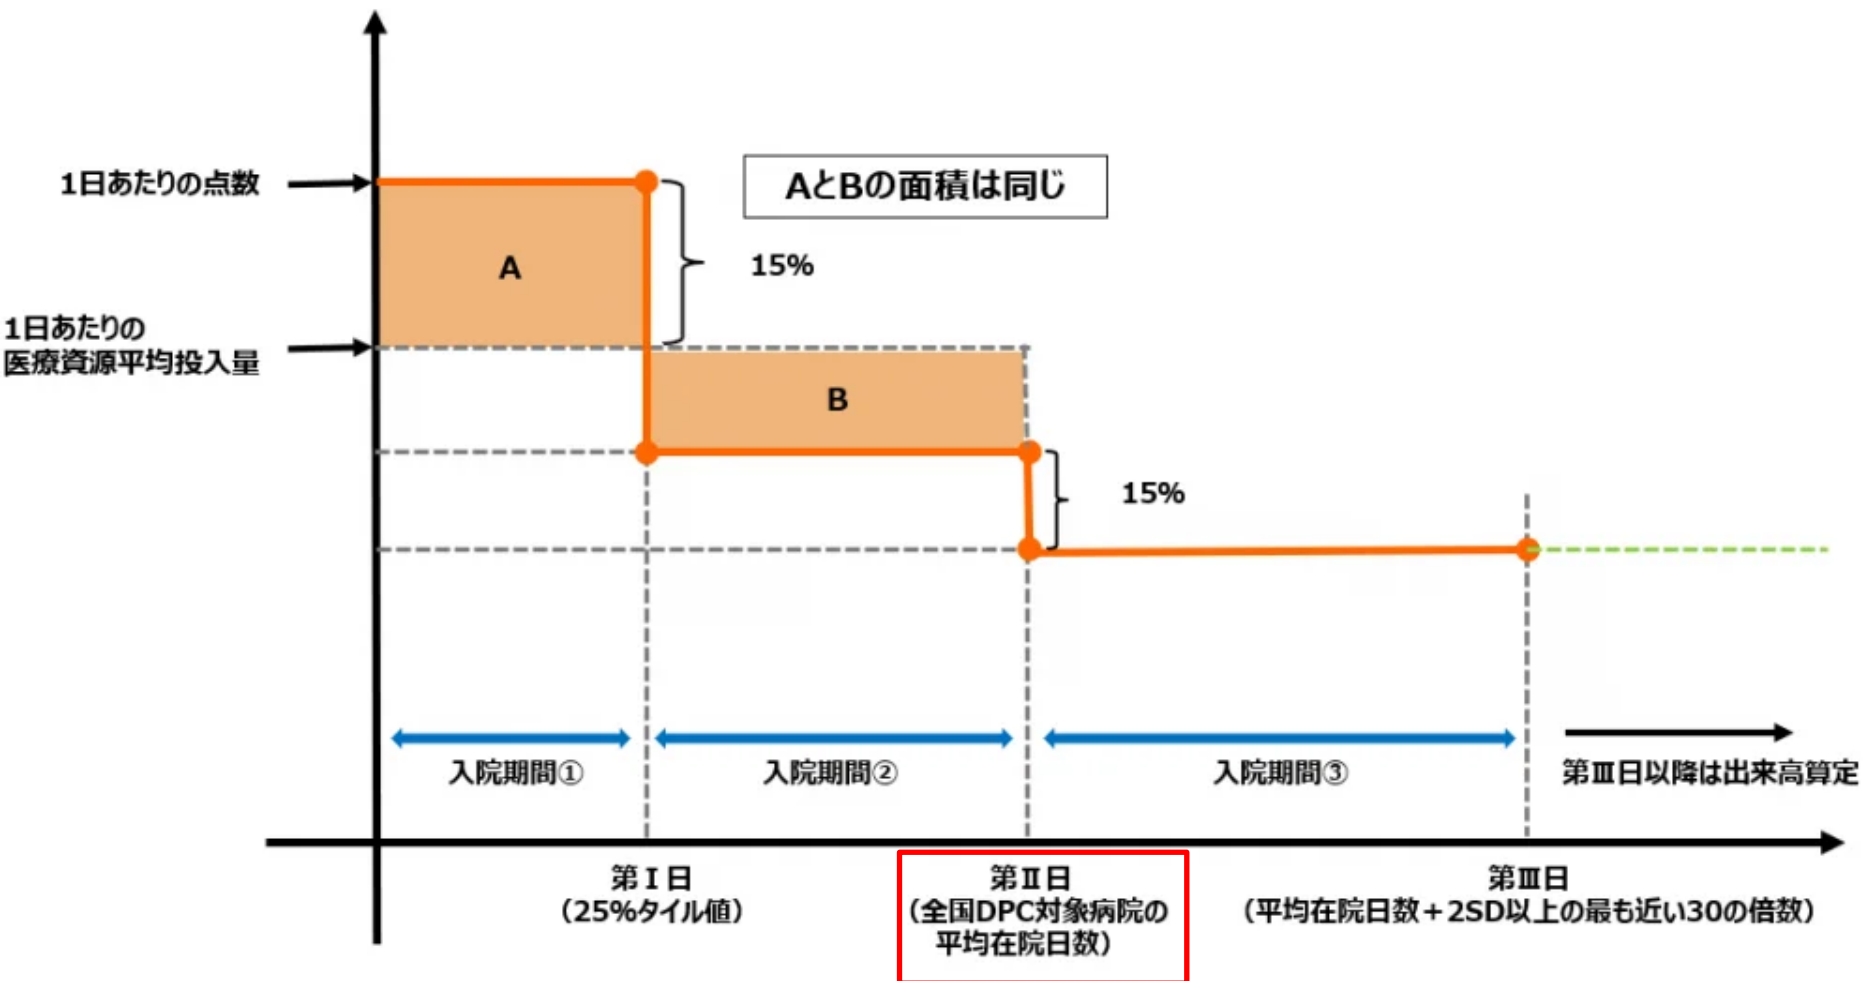 1日あたりの点数
AとBの面積は同じ
15%
A
1日あたりの
医療資源平均投入量
B
15%
入院期間①
入院期間②
入院期間③
第Ⅲ日以降は出来高算定
第Ⅰ日
（25%タイル値）
第Ⅱ日
（全国DPC対象病院の
平均在院日数）
第Ⅲ日
（平均在院日数＋2SD以上の最も近い30の倍数）